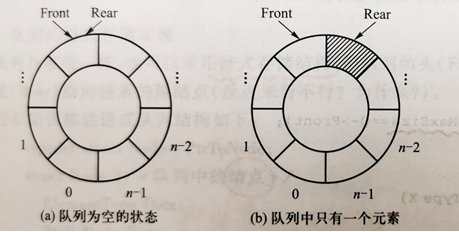 Front Rear
Front Rear
⋮ ⋮
⋮ ⋮
1 n-2
1 n-2
0 n-1
0 n-1
(a) 队列为空的状态
(b) 队列中只有一个元素